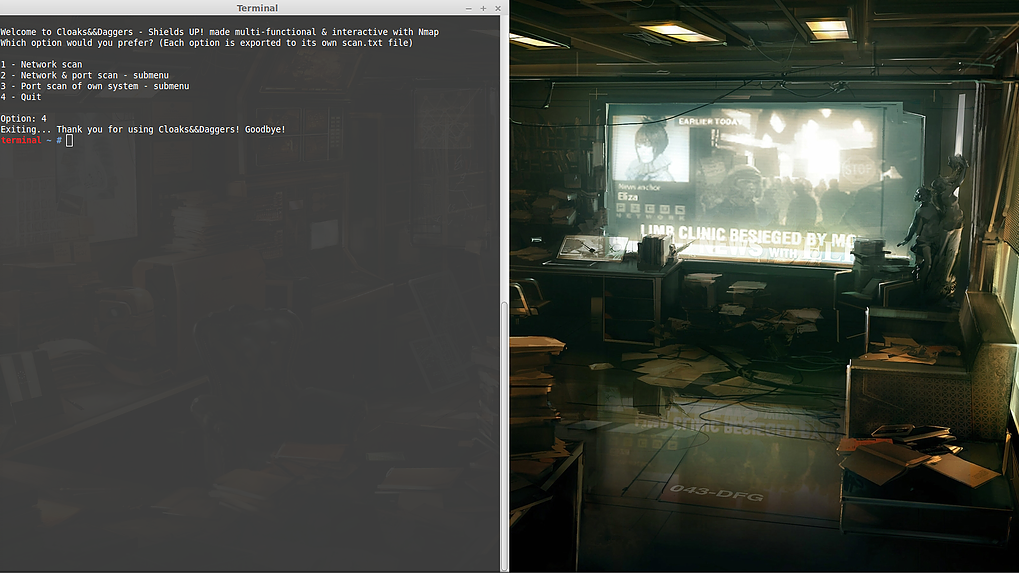 Terminal
Welcome to Cloaks&&Daggers - Shields UP! made multi-functional & interactive with Nmap
Which option would you prefer? (Each option is exported to its own scan.txt file)
1 - Network scan
2 - Network & port scan - submenu
3 - Port scan of own system - submenu
4 - Quit
Option: 4
Exiting... Thank you for using Cloaks&&Daggers! Goodbye!
terminal ~ #
EARLIER TODAY
STOP
News anchor
Eliza
PICUS
NETWORK
LIMB CLINIC BESIEGED BY
NEWS WITH
043-DFG